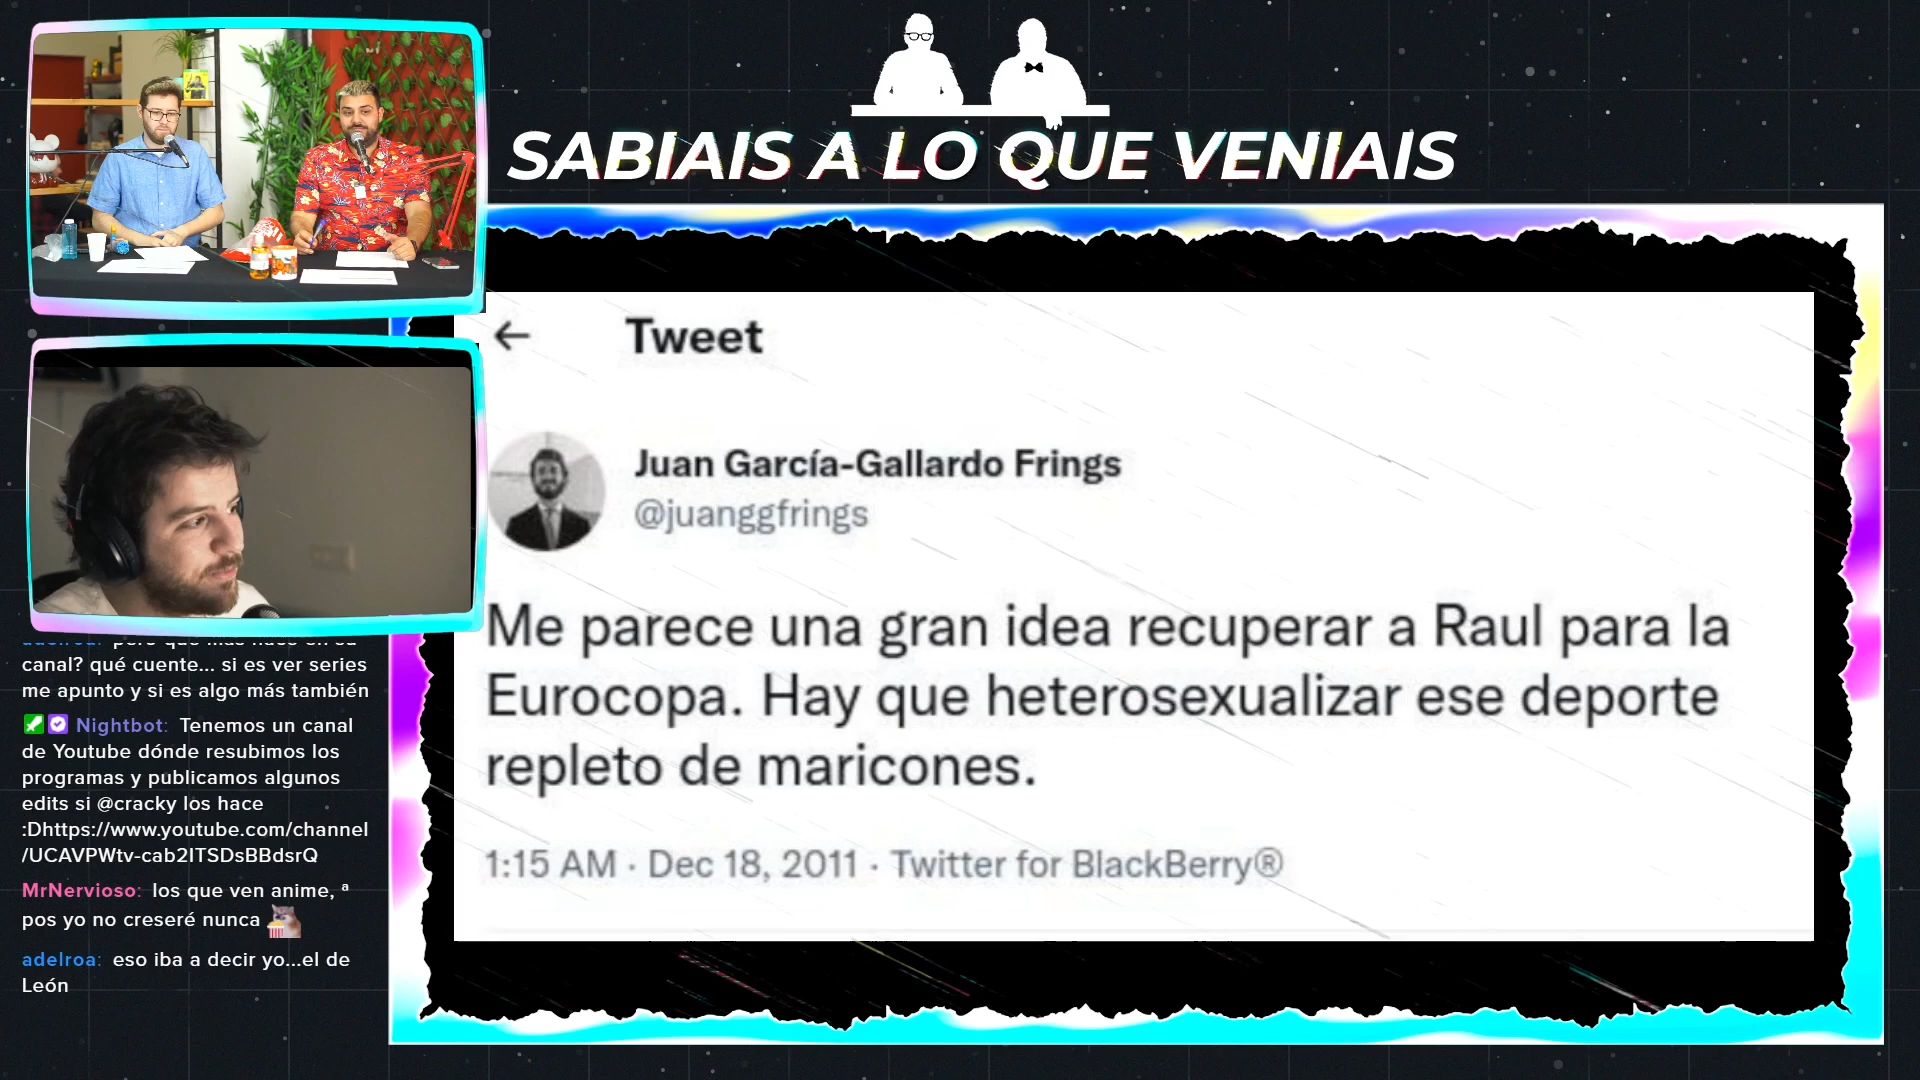 SABIAIS A LO QUE VENIAIS
Tweet
Juan García-Gallardo Frings
@juanggfrings
Me parece una gran idea recuperar a Raul para la
Eurocopa. Hay que heterosexualizar ese deporte
repleto de maricones.
1:15 AM · Dec 18, 2011 · Twitter for BlackBerry®
canal? qué cuente... si es ver series
me apunto y si es algo más también
Nightbot: Tenemos un canal
de Youtube dónde resubimos los
programas y publicamos algunos
edits si @cracky los hace
:Dhttps://www.youtube.com/channel
/UCAVPWtv-cab2ITSDsBBdsrQ
MrNervioso: los que ven anime, ª
pos yo no creseré nunca
adelroa: eso iba a decir yo...el de
León